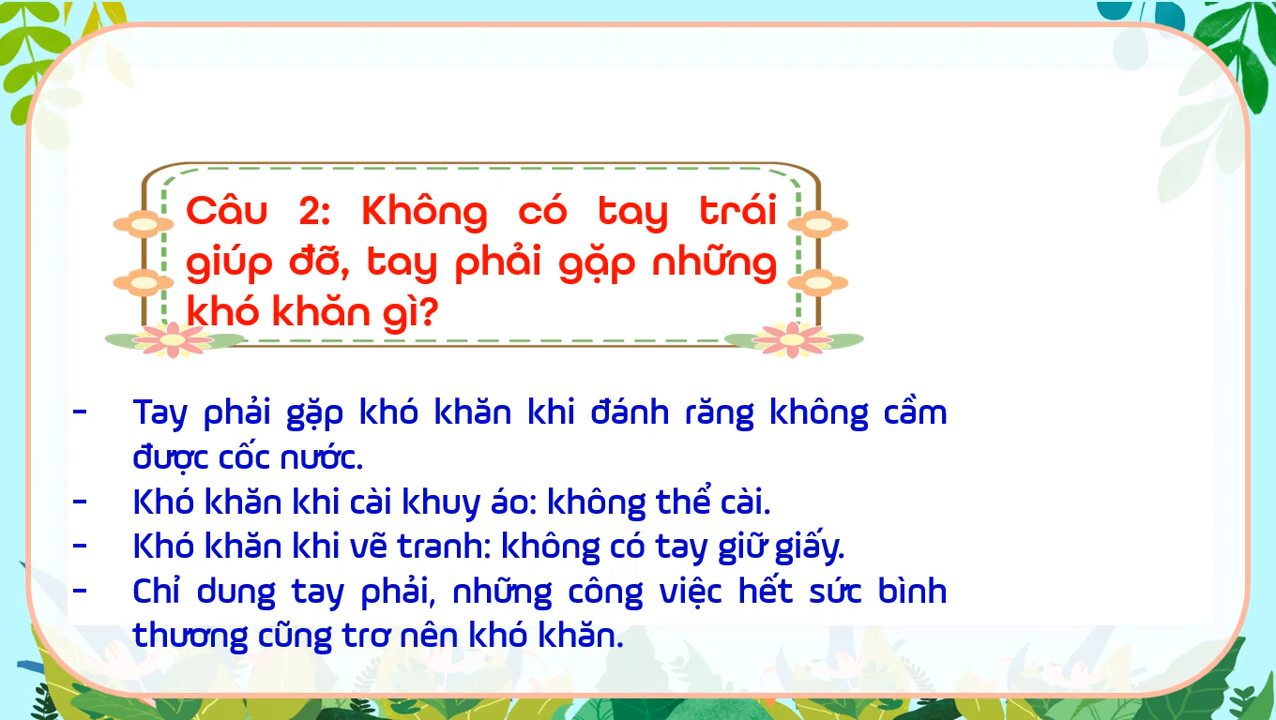 Câu 2: Không có tay trái
giúp đỡ, tay phải gặp những
khó khăn gì?
- Tay phải gặp khó khăn khi đánh răng không cầm
được cốc nước.
- Khó khăn khi cài khuy áo: không thể cài.
- Khó khăn khi vẽ tranh: không có tay giữ giấy.
- Chỉ dung tay phải, những công việc hết sức bình
thương cũng trơ nên khó khăn.